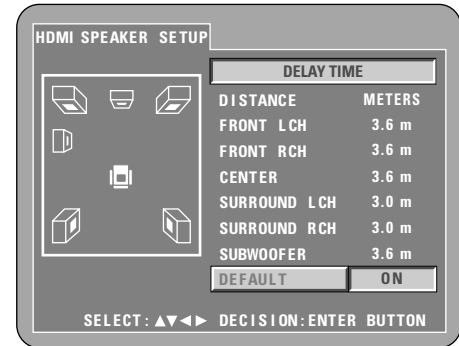 HDMI SPEAKER SETUP
DELAY TIME
DISTANCE METERS
FRONT LCH 3.6 m
FRONT RCH 3.6 m
CENTER 3.6 m
SURROUND LCH 3.0 m
SURROUND RCH 3.0 m
SUBWOOFER 3.6 m
DEFAULT ON
SELECT: ▲▼◄► DECISION: ENTER BUTTON